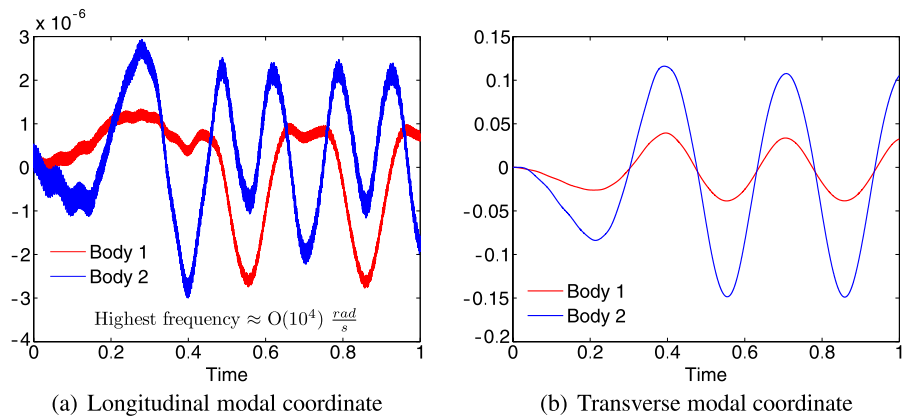 x 10⁻⁶
3
2
1
0
-1
-2
-3
-4
Body 1
Body 2
Highest frequency ≈ O(10⁴) rad/s
0 0.2 0.4 0.6 0.8 1
Time
(a) Longitudinal modal coordinate
0.15
0.1
0.05
0
-0.05
-0.1
-0.15
-0.2
Body 1
Body 2
0 0.2 0.4 0.6 0.8 1
Time
(b) Transverse modal coordinate